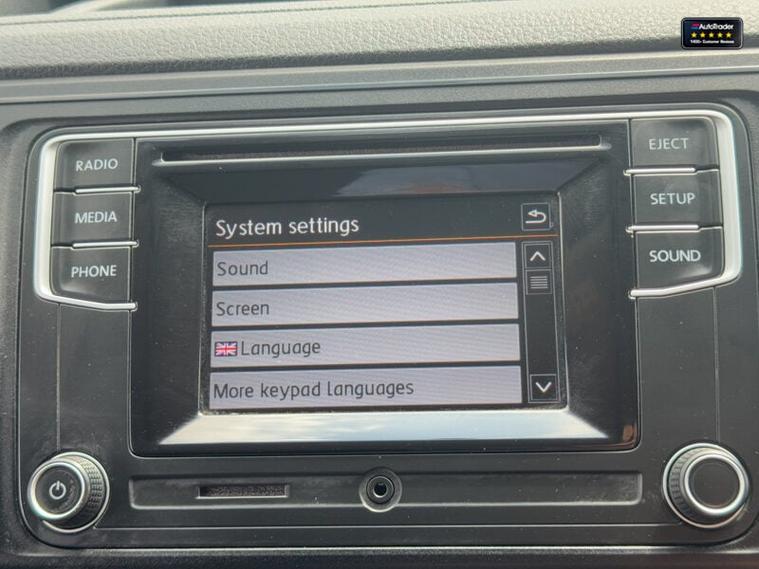 AutoTrader
RADIO
MEDIA
PHONE
EJECT
SETUP
SOUND
System settings
Sound
Screen
Language
More keypad languages